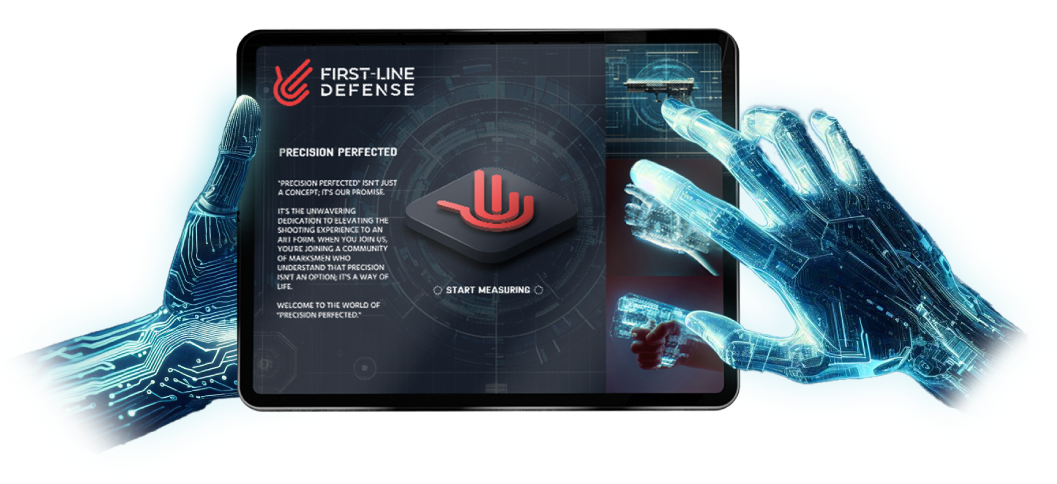 FIRST-LINE
DEFENSE
PRECISION PERFECTED
"PRECISION PERFECTED" ISN'T JUST
A CONCEPT; IT'S OUR PROMISE.
IT'S THE UNWAVERING
DEDICATION TO ELEVATING THE
SHOOTING EXPERIENCE TO AN
ART FORM. WHEN YOU JOIN US,
YOU'RE JOINING A COMMUNITY
OF MARKSMEN WHO
UNDERSTAND THAT PRECISION
ISN'T AN OPTION; IT'S A WAY OF
LIFE.
WELCOME TO THE WORLD OF
"PRECISION PERFECTED."
START MEASURING